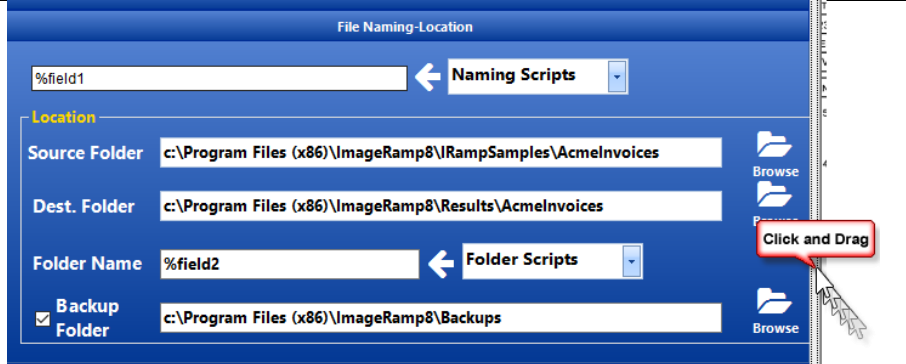 File Naming-Location
%field1
Naming Scripts
Location
Source Folder
c:\Program Files (x86)\ImageRamp8\IRampSamples\AcmeInvoices
Browse
Dest. Folder
c:\Program Files (x86)\ImageRamp8\Results\AcmeInvoices
Click and Drag
Folder Name
%field2
Folder Scripts
Backup
Folder
c:\Program Files (x86)\ImageRamp8\Backups
Browse